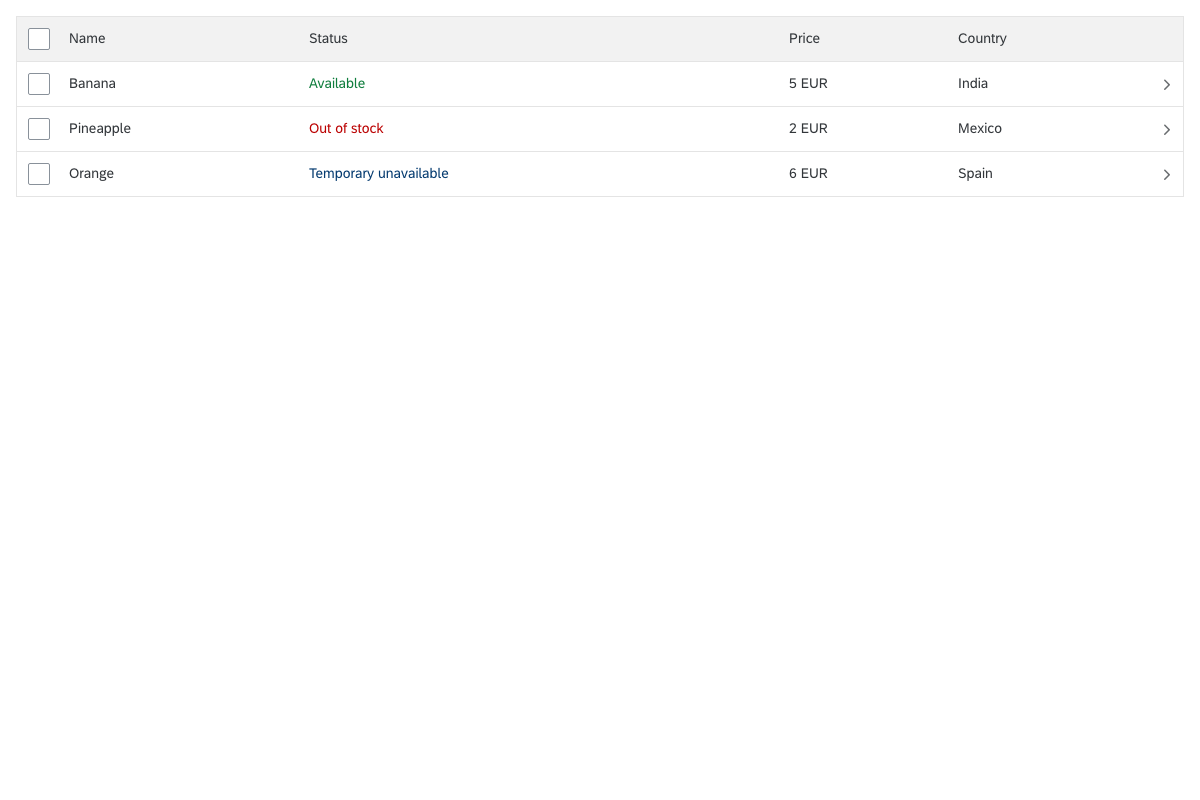 Name Status Price Country
Banana Available 5 EUR India
Pineapple Out of stock 2 EUR Mexico
Orange Temporary unavailable 6 EUR Spain